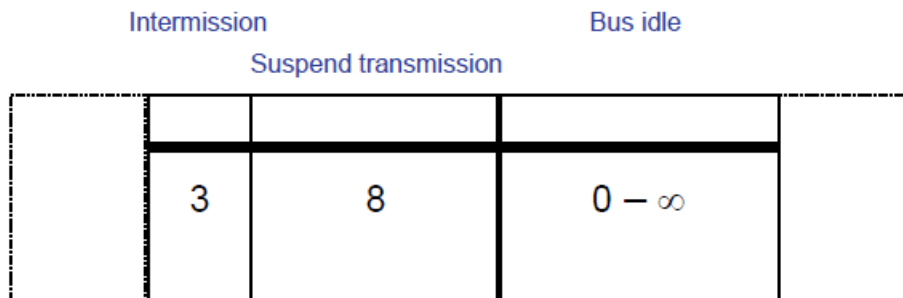 Intermission
Bus idle
Suspend transmission
3
8
0 – ∞